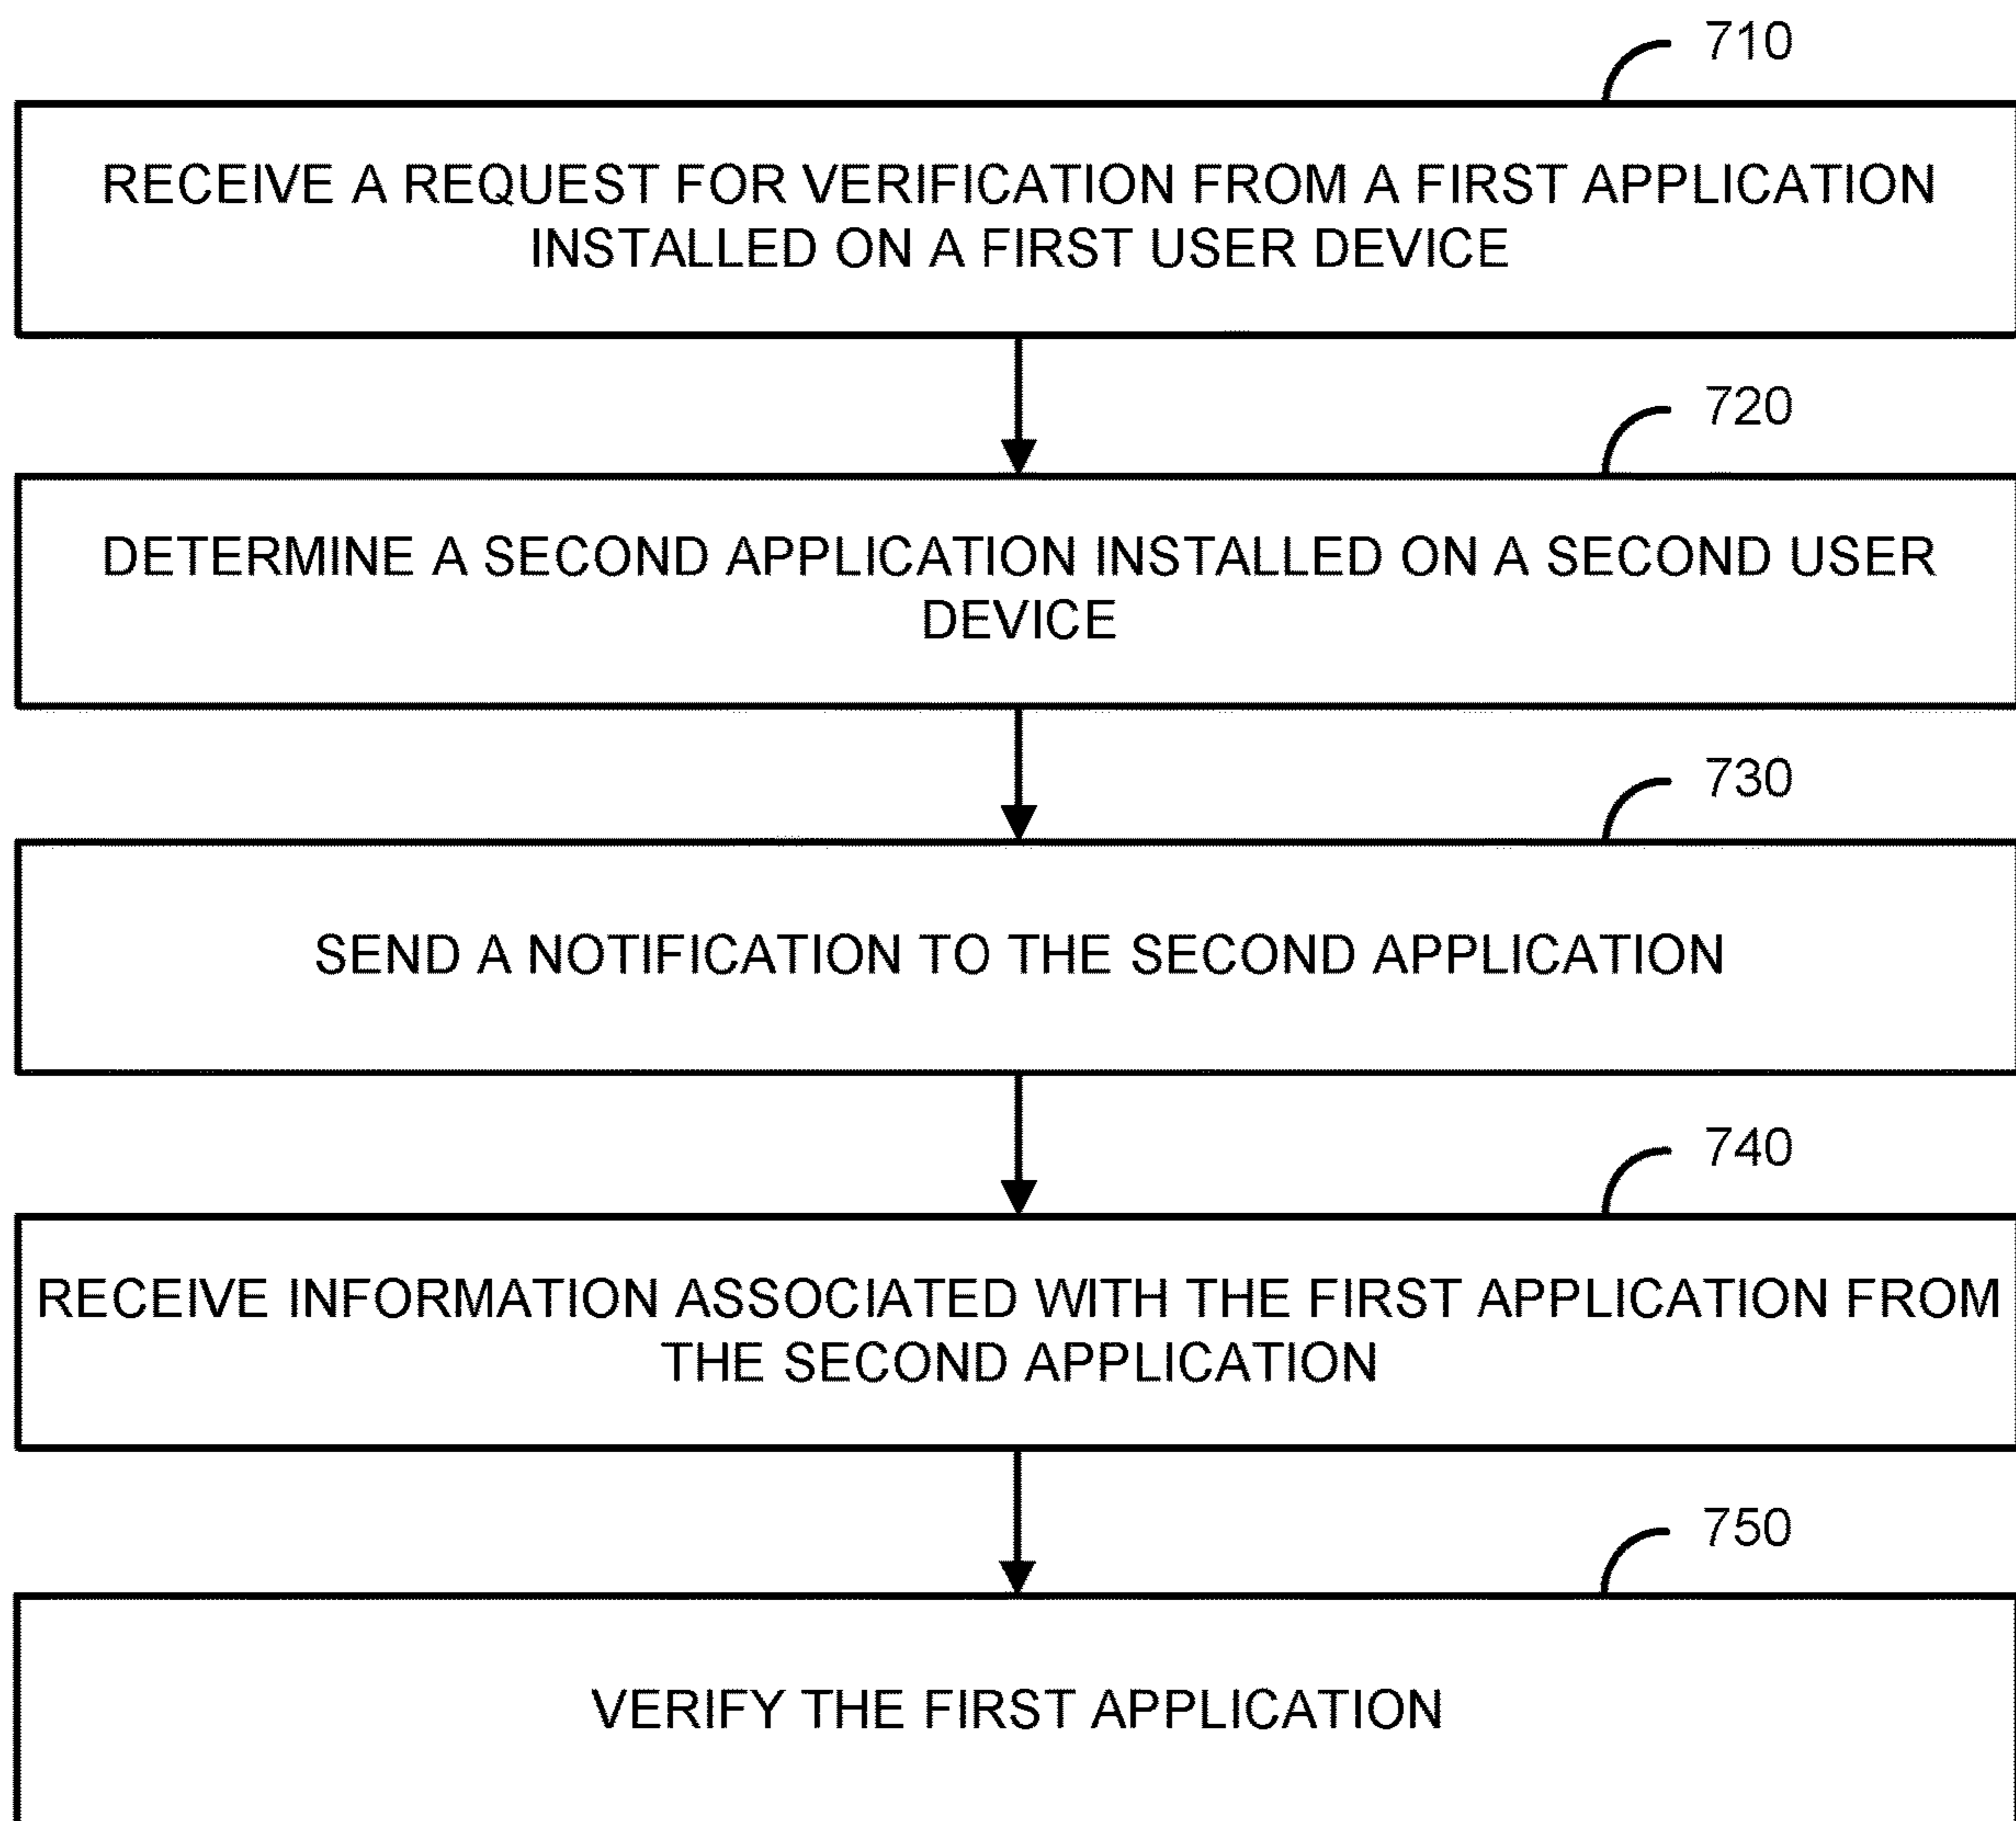 710
RECEIVE A REQUEST FOR VERIFICATION FROM A FIRST APPLICATION
INSTALLED ON A FIRST USER DEVICE
720
DETERMINE A SECOND APPLICATION INSTALLED ON A SECOND USER
DEVICE
730
SEND A NOTIFICATION TO THE SECOND APPLICATION
740
RECEIVE INFORMATION ASSOCIATED WITH THE FIRST APPLICATION FROM
THE SECOND APPLICATION
750
VERIFY THE FIRST APPLICATION